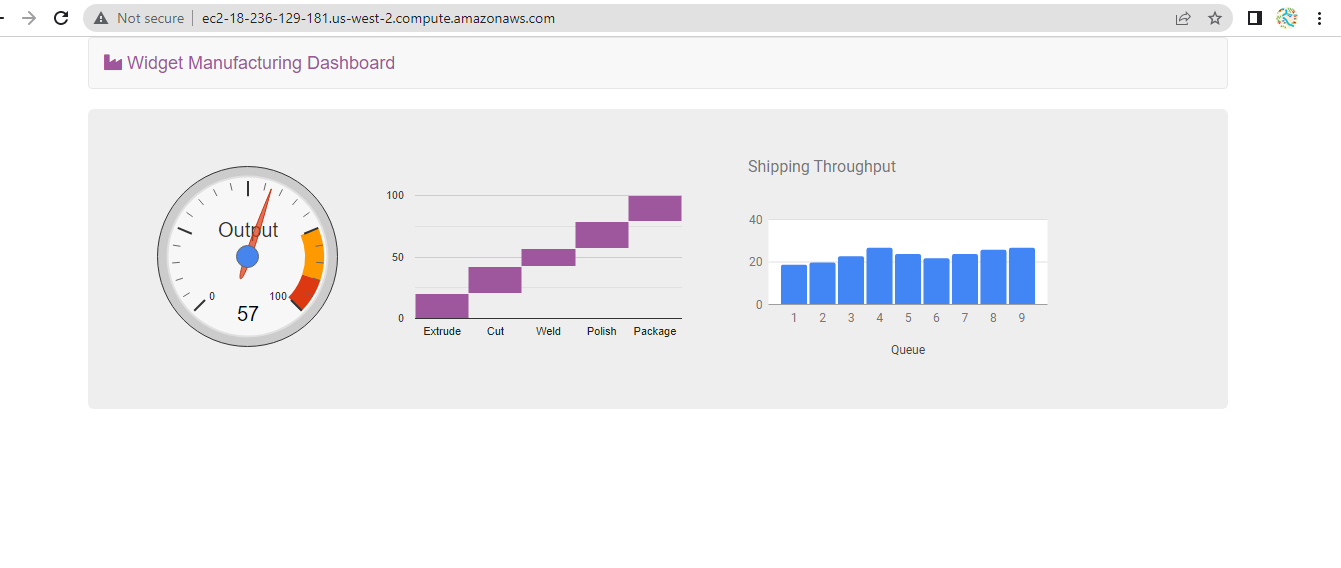 Not secure ec2-18-236-129-181.us-west-2.compute.amazonaws.com
Widget Manufacturing Dashboard
Output
0 100
57
100
50
0
Extrude Cut Weld Polish Package
Shipping Throughput
40
20
0
1 2 3 4 5 6 7 8 9
Queue